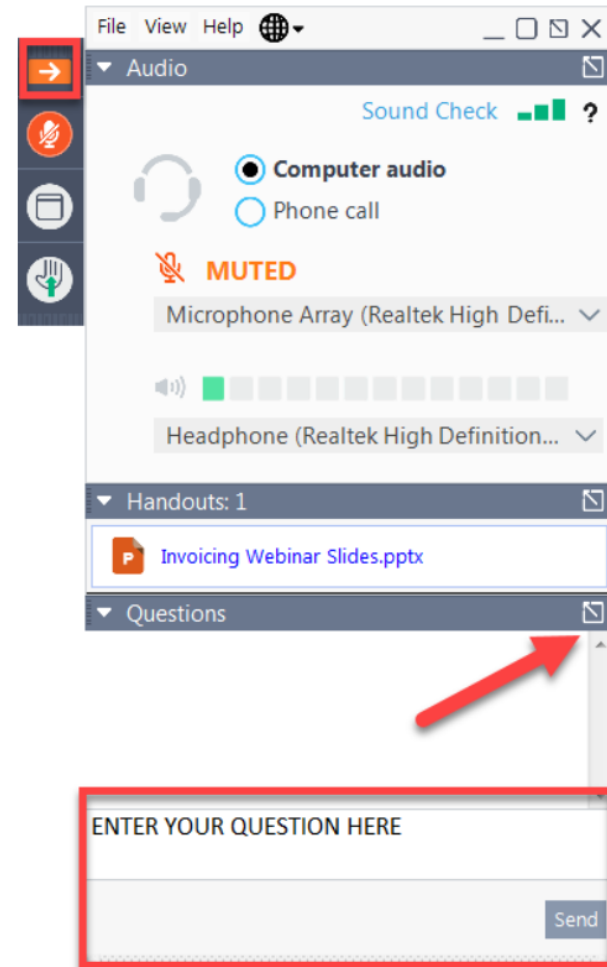 File View Help
Audio
Sound Check ?
Computer audio
Phone call
MUTED
Microphone Array (Realtek High Defi...
Headphone (Realtek High Definition...
Handouts: 1
P Invoicing Webinar Slides.pptx
Questions
ENTER YOUR QUESTION HERE
Send